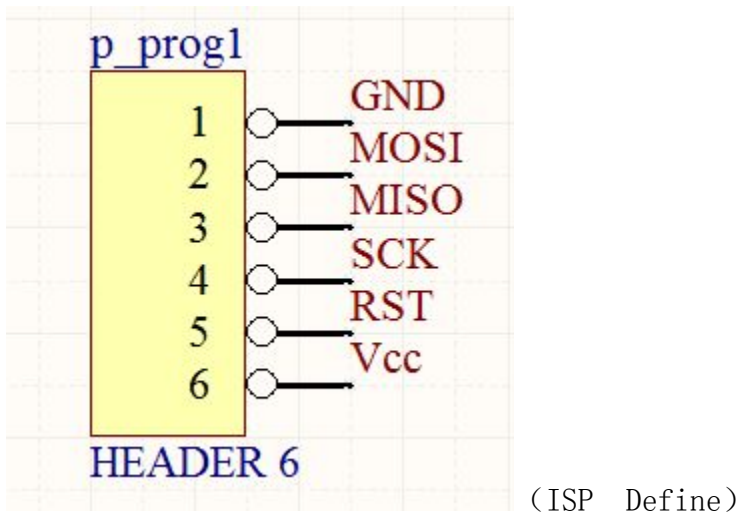 p_prog1
1 GND
2 MOSI
3 MISO
4 SCK
5 RST
6 Vcc
HEADER 6
（ISP Define）